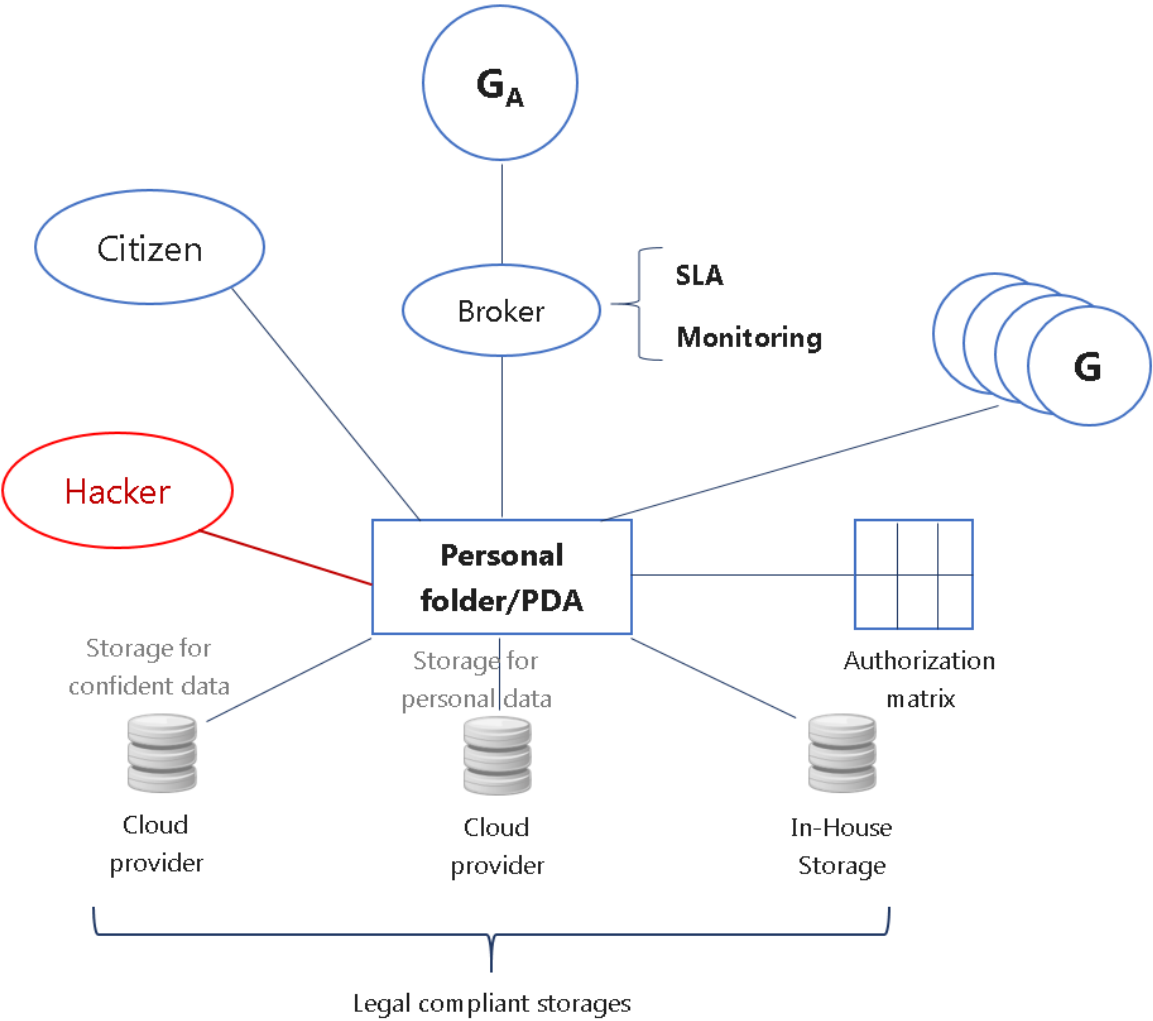 GA
Citizen
Broker
SLA
Monitoring
G
Hacker
Personal
folder/PDA
Authorization
matrix
Storage for
confident data
Storage for
personal data
Cloud
provider
Cloud
provider
In-House
Storage
Legal compliant storages